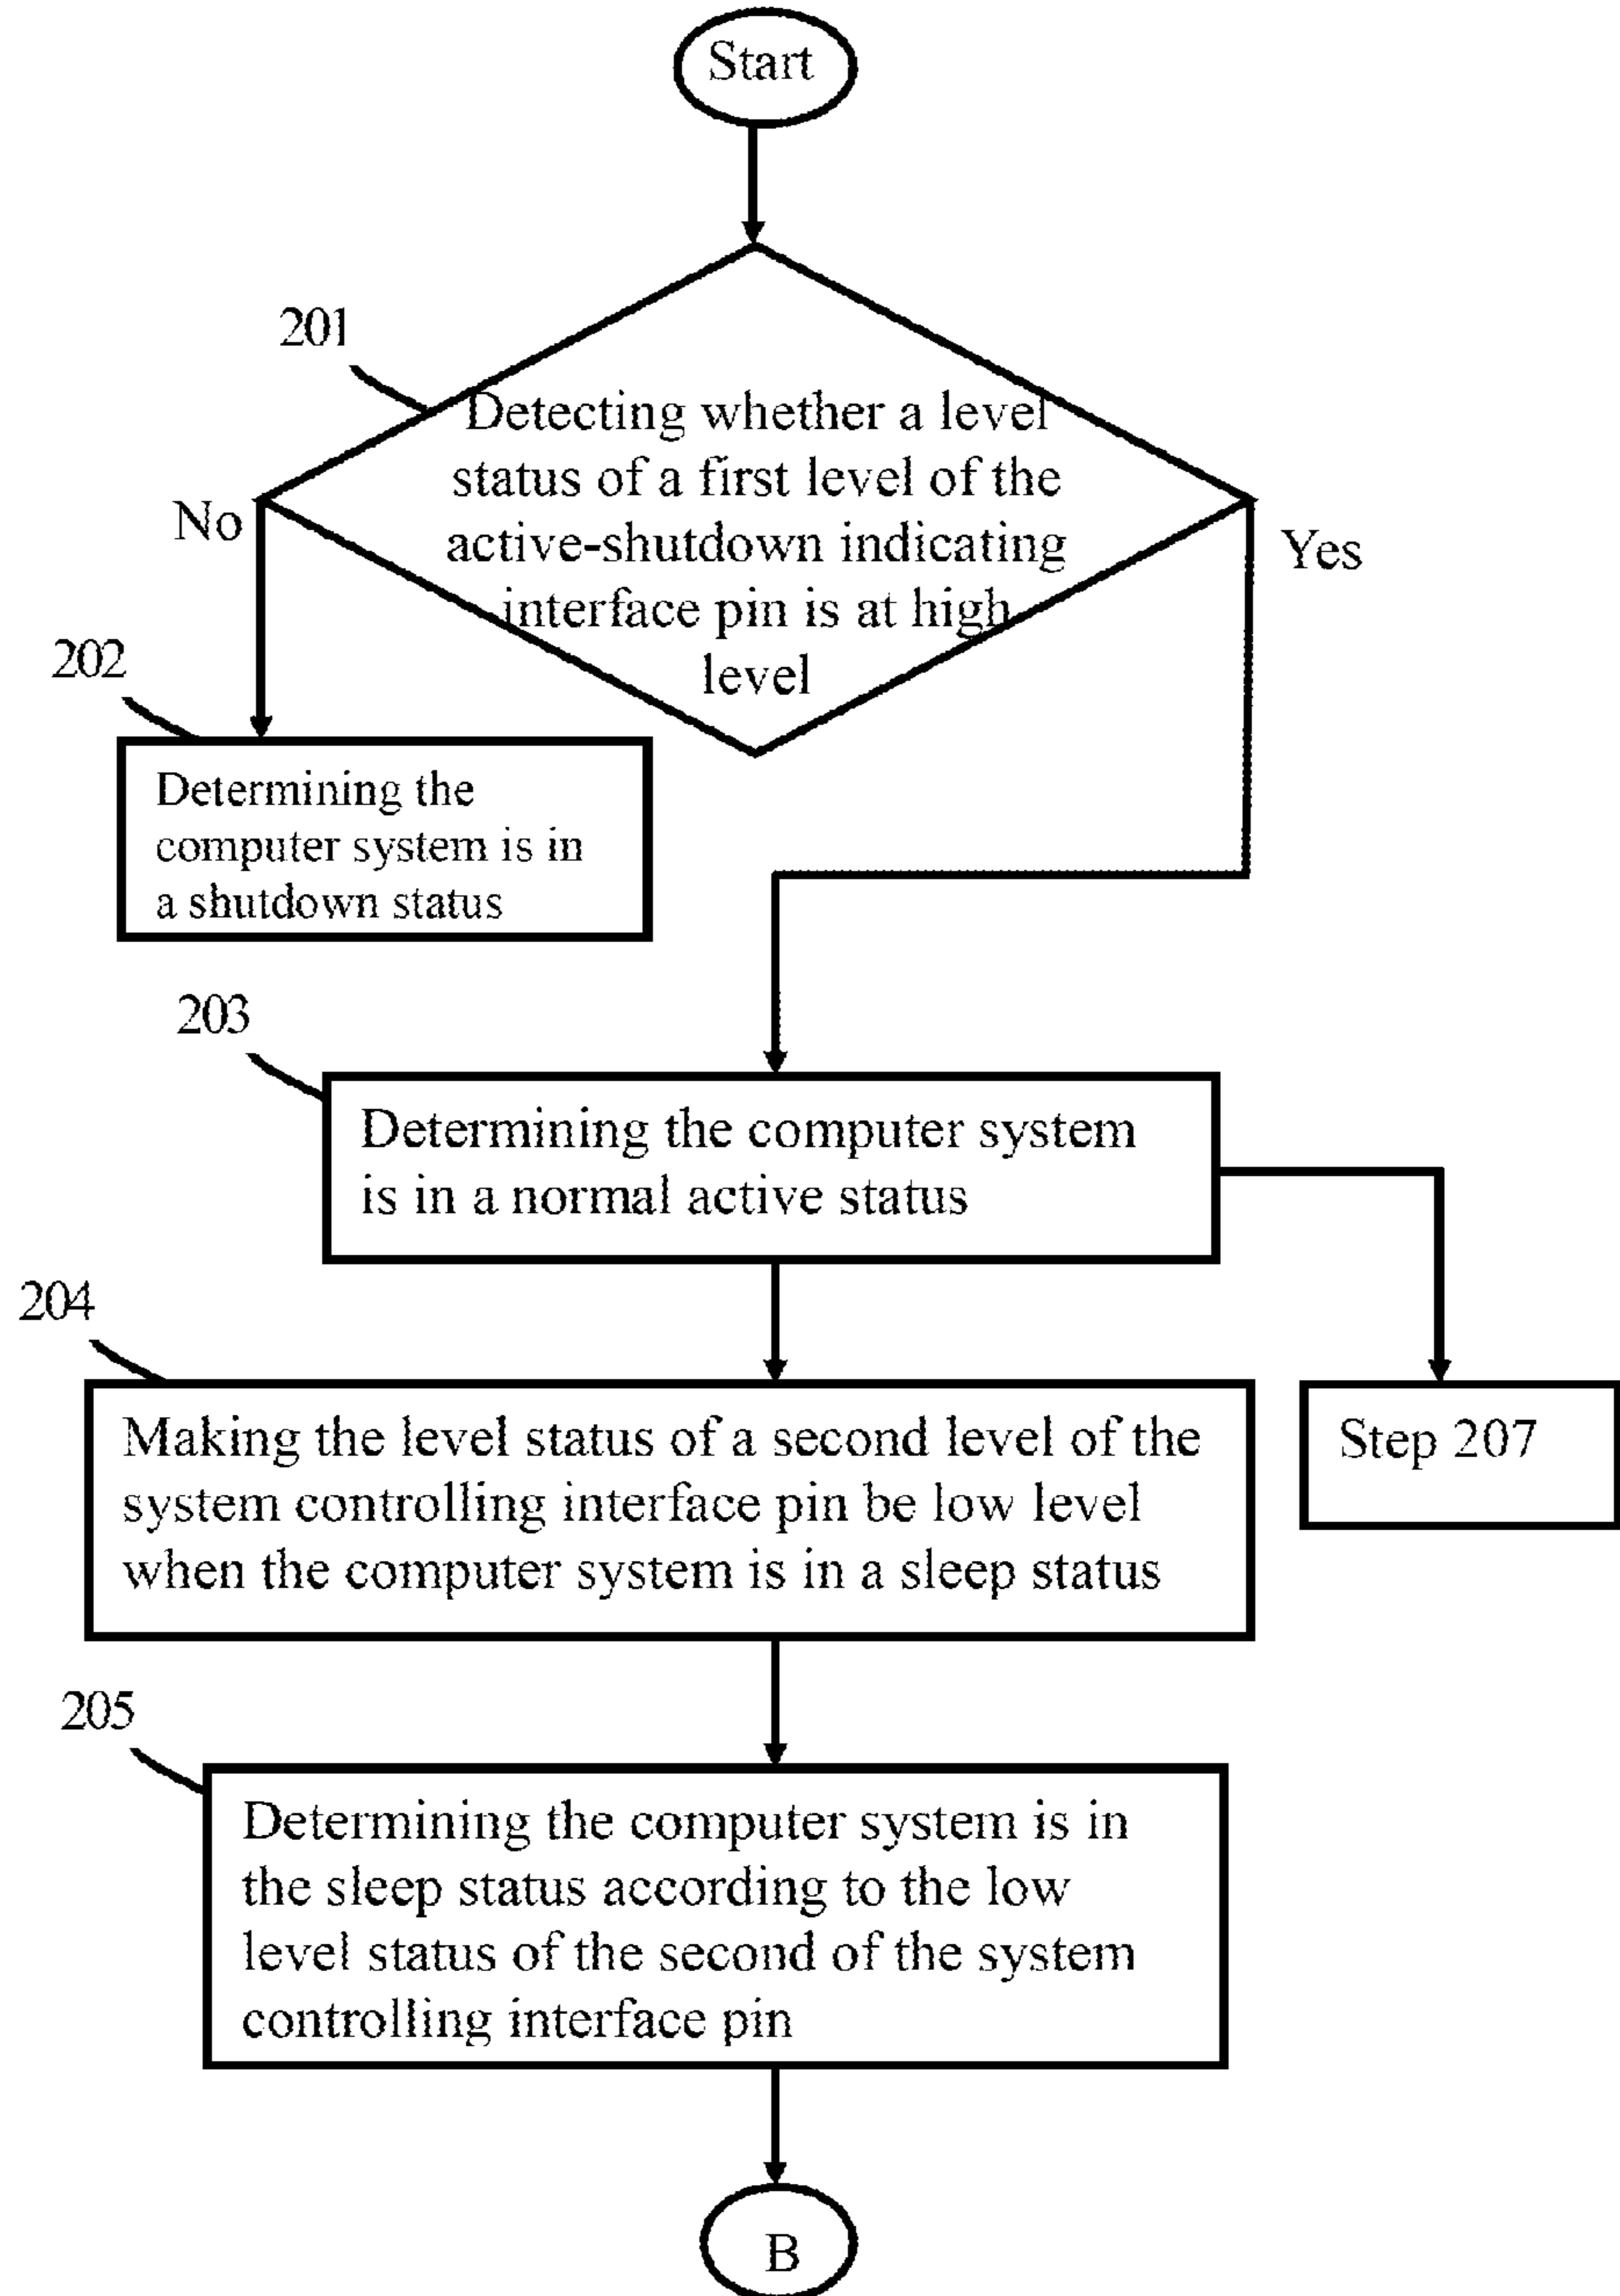 Start
201
Detecting whether a level
status of a first level of the
active-shutdown indicating
interface pin is at high
level
No
Yes
202
Determining the
computer system is in
a shutdown status
203
Determining the computer system
is in a normal active status
204
Making the level status of a second level of the
system controlling interface pin be low level
when the computer system is in a sleep status
Step 207
205
Determining the computer system is in
the sleep status according to the low
level status of the second of the system
controlling interface pin
B